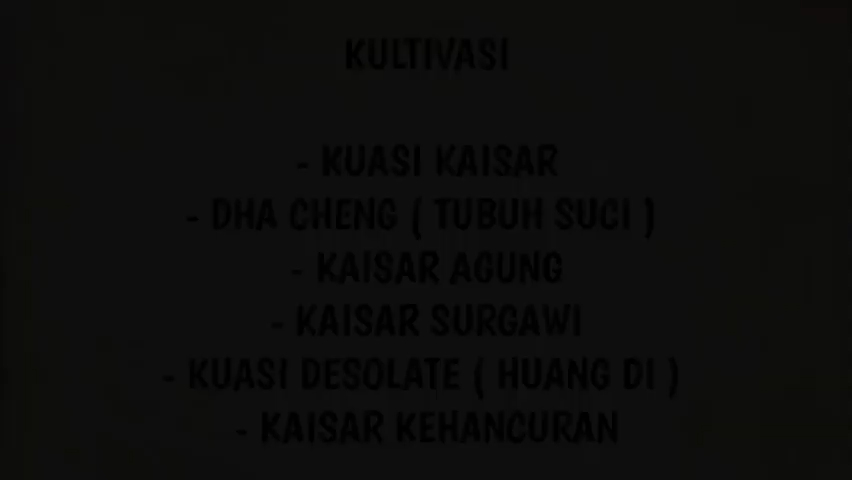 KULTIVASI
- KUASI KAISAR
- DHA CHENG ( TUBUH SUCI )
- KAISAR AGUNG
- KAISAR SURGAWI
- KUASI DESOLATE ( HUANG DI )
- KAISAR KEHANCURAN